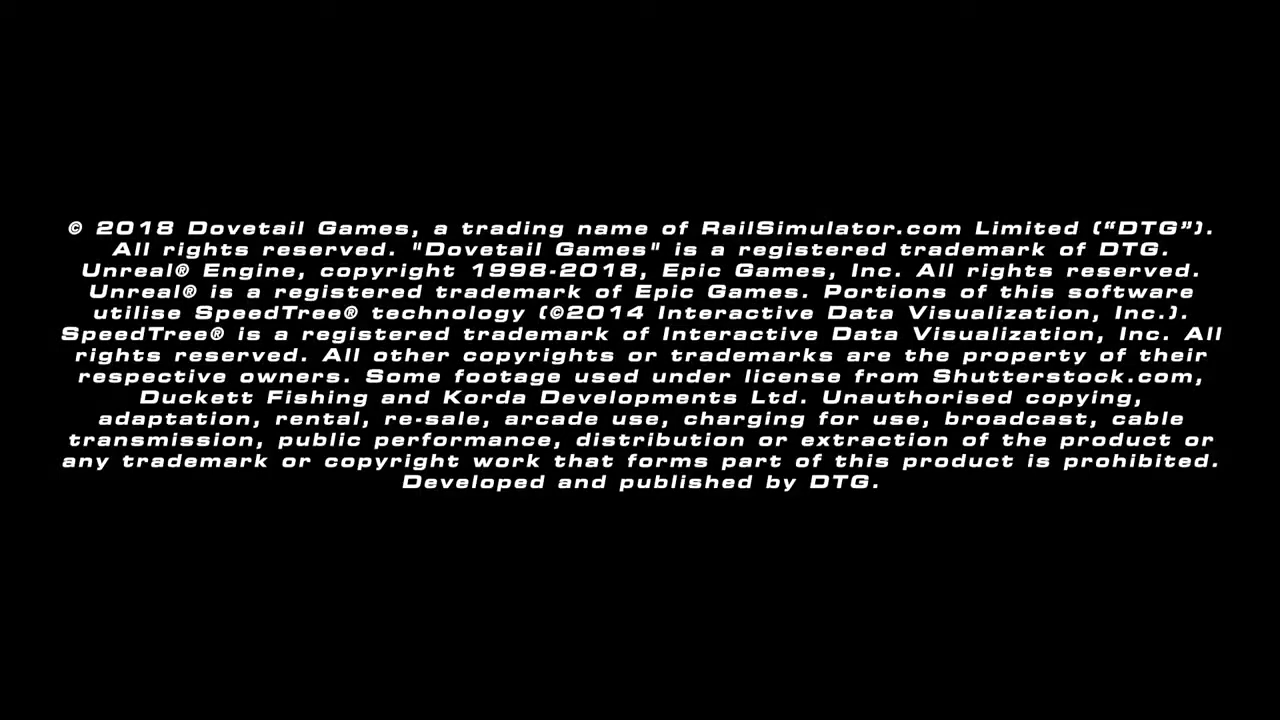 © 2018 Dovetail Games, a trading name of RailSimulator.com Limited (“DTG”).
All rights reserved. "Dovetail Games" is a registered trademark of DTG.
Unreal® Engine, copyright 1998-2018, Epic Games, Inc. All rights reserved.
Unreal® is a registered trademark of Epic Games. Portions of this software
utilise SpeedTree® technology (©2014 Interactive Data Visualization, Inc.).
SpeedTree® is a registered trademark of Interactive Data Visualization, Inc. All
rights reserved. All other copyrights or trademarks are the property of their
respective owners. Some footage used under license from Shutterstock.com,
Duckett Fishing and Korda Developments Ltd. Unauthorised copying,
adaptation, rental, re-sale, arcade use, charging for use, broadcast, cable
transmission, public performance, distribution or extraction of the product or
any trademark or copyright work that forms part of this product is prohibited.
Developed and published by DTG.